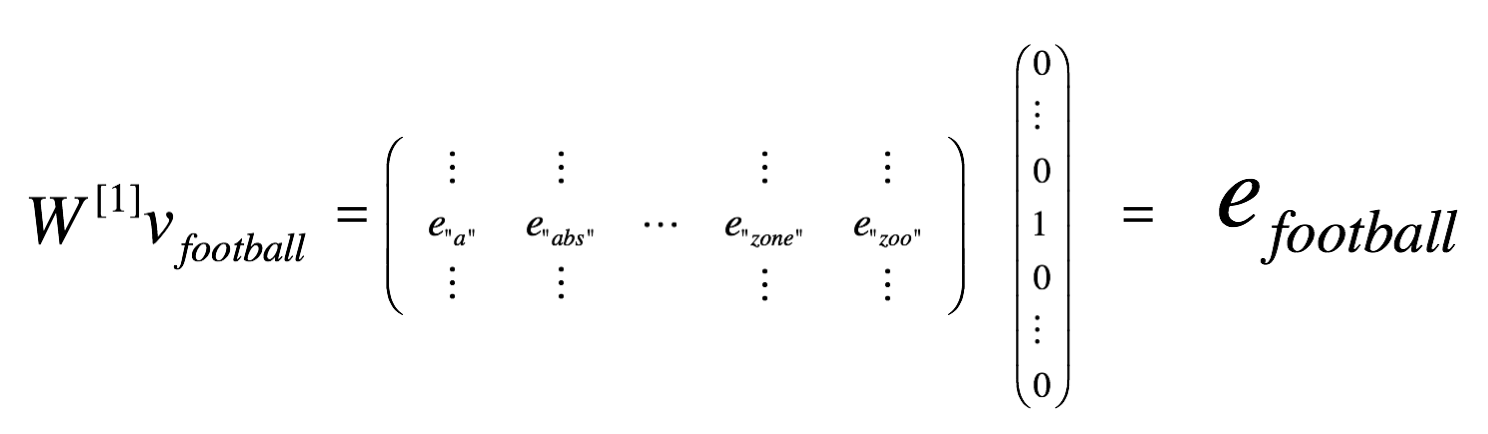 W^{[1]} v_{football} = \begin{pmatrix} \vdots & \vdots & & \vdots & \vdots \\ e_{"a"} & e_{"abs"} & \cdots & e_{"zone"} & e_{"zoo"} \\ \vdots & \vdots & & \vdots & \vdots \end{pmatrix} \begin{pmatrix} 0 \\ \vdots \\ 0 \\ 1 \\ 0 \\ \vdots \\ 0 \end{pmatrix} = e_{football}